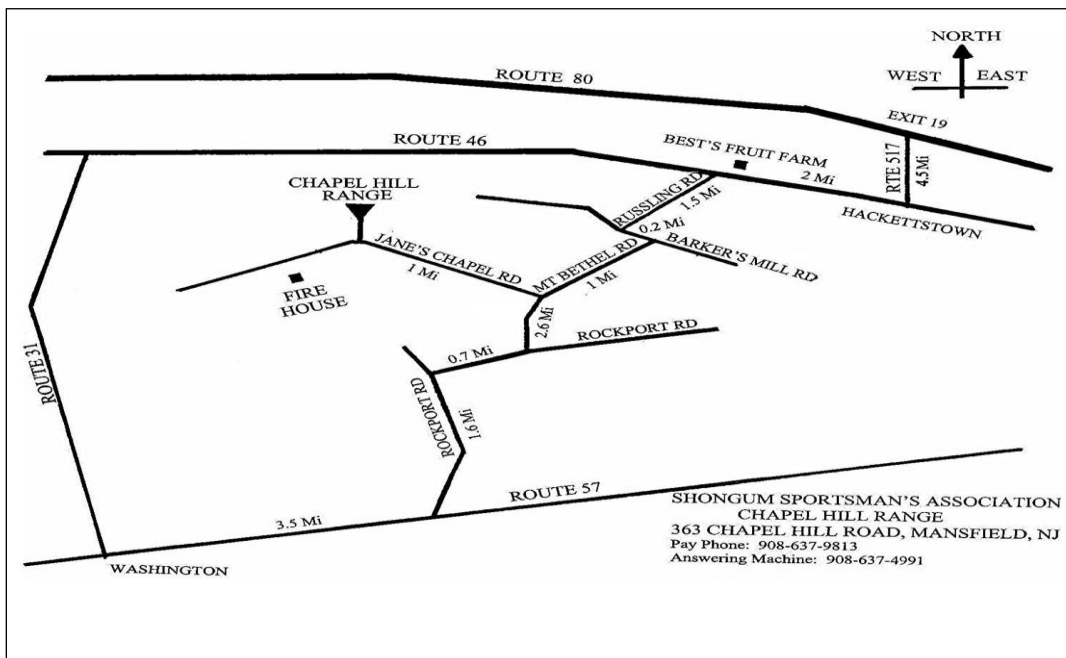 NORTH
WEST EAST
ROUTE 80
EXIT 19
ROUTE 46
BEST'S FRUIT FARM
2 Mi
RTE 517
4.5 Mi
HACKETTSTOWN
CHAPEL HILL
RANGE
RUSSLING RD
1.5 Mi
0.2 Mi
BARKER'S MILL RD
JANE'S CHAPEL RD
1 Mi
MT BETHEL RD
1 Mi
FIRE
HOUSE
2.6 Mi
ROCKPORT RD
0.7 Mi
ROUTE 31
ROCKPORT RD
1.6 Mi
ROUTE 57
3.5 Mi
WASHINGTON
SHONGUM SPORTSMAN'S ASSOCIATION
CHAPEL HILL RANGE
363 CHAPEL HILL ROAD, MANSFIELD, NJ
Pay Phone: 908-637-9813
Answering Machine: 908-637-4991